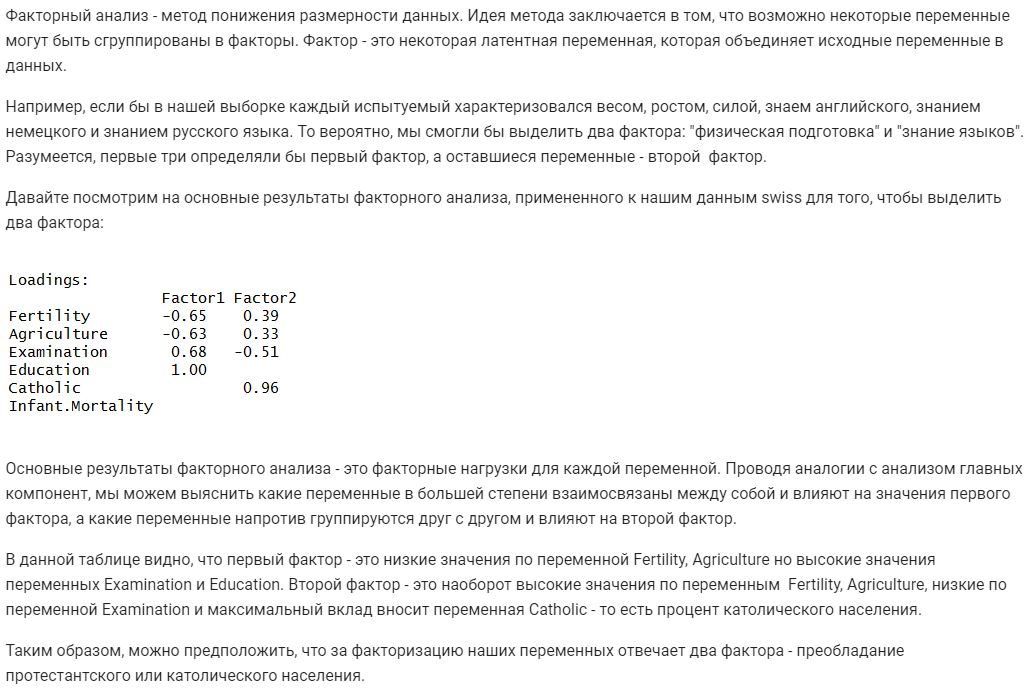 Факторный анализ - метод понижения размерности данных. Идея метода заключается в том, что возможно некоторые переменные
могут быть сгруппированы в факторы. Фактор - это некоторая латентная переменная, которая объединяет исходные переменные в
данных.
Например, если бы в нашей выборке каждый испытуемый характеризовался весом, ростом, силой, знаем английского, знанием
немецкого и знанием русского языка. То вероятно, мы смогли бы выделить два фактора: "физическая подготовка" и "знание языков".
Разумеется, первые три определяли бы первый фактор, а оставшиеся переменные - второй  фактор.
Давайте посмотрим на основные результаты факторного анализа, примененного к нашим данным swiss для того, чтобы выделить
два фактора:
Loadings:
Factor1 Factor2
Fertility -0.65 0.39
Agriculture -0.63 0.33
Examination 0.68 -0.51
Education 1.00
Catholic 0.96
Infant.Mortality
Основные результаты факторного анализа - это факторные нагрузки для каждой переменной. Проводя аналогии с анализом главных
компонент, мы можем выяснить какие переменные в большей степени взаимосвязаны между собой и влияют на значения первого
фактора, а какие переменные напротив группируются друг с другом и влияют на второй фактор.
В данной таблице видно, что первый фактор - это низкие значения по переменной Fertility, Agriculture но высокие значения
переменных Examination и Education. Второй фактор - это наоборот высокие значения по переменным  Fertility, Agriculture, низкие по
переменной Examination и максимальный вклад вносит переменная Catholic - то есть процент католического населения.
Таким образом, можно предположить, что за факторизацию наших переменных отвечает два фактора - преобладание
протестантского или католического населения.